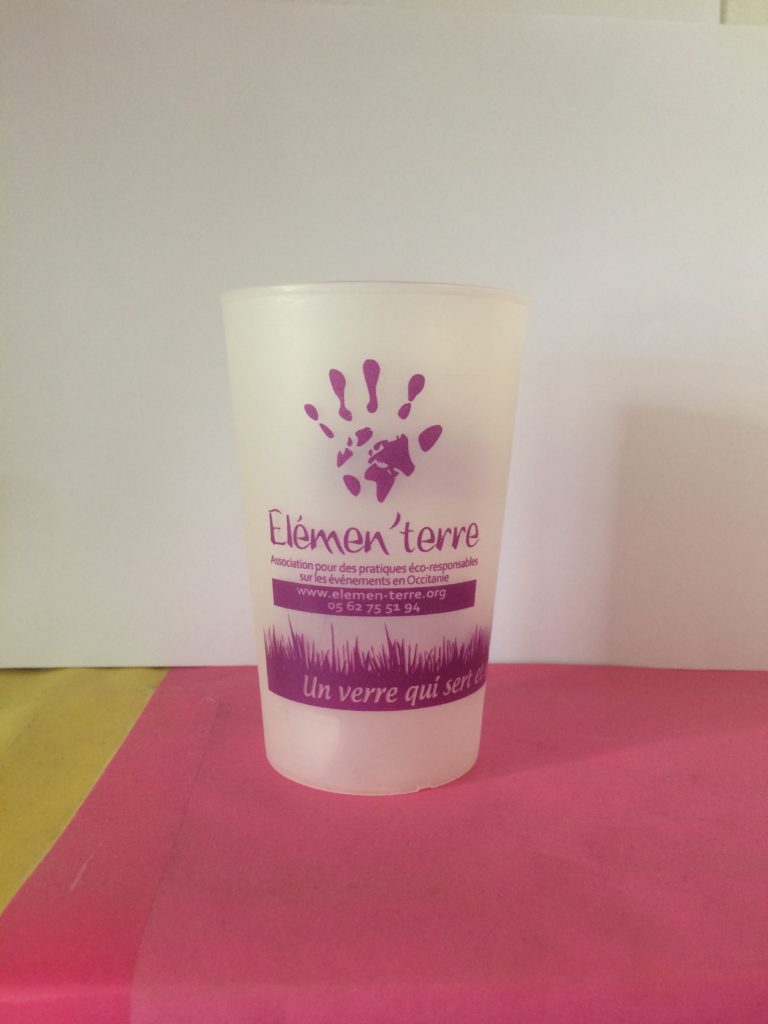 Elémen'terre
Association pour des pratiques éco-responsables
sur les événements en Occitanie
www.elemen-terre.org
05 62 75 51 94
Un verre qui sert et